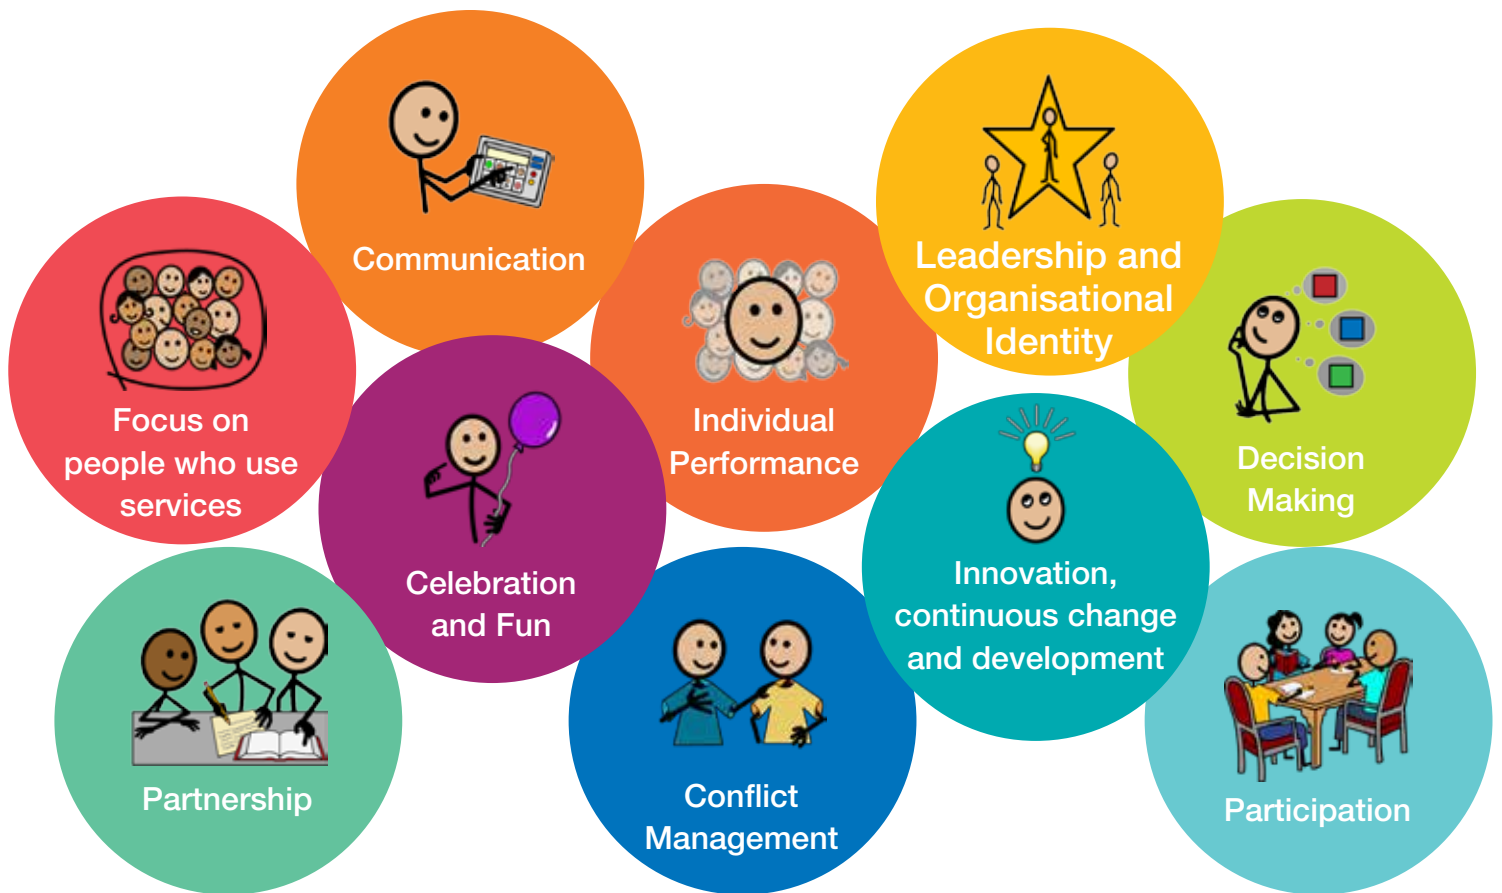 Communication
Leadership and
Organisational
Identity
Focus on
people who use
services
Individual
Performance
Decision
Making
Celebration
and Fun
Innovation,
continuous change
and development
Partnership
Conflict
Management
Participation